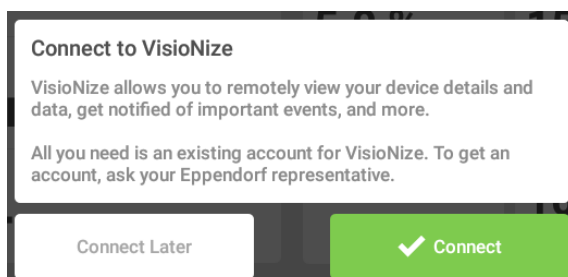 Connect to VisioNize
VisioNize allows you to remotely view your device details and
data, get notified of important events, and more.
All you need is an existing account for VisioNize. To get an
account, ask your Eppendorf representative.
Connect Later
Connect